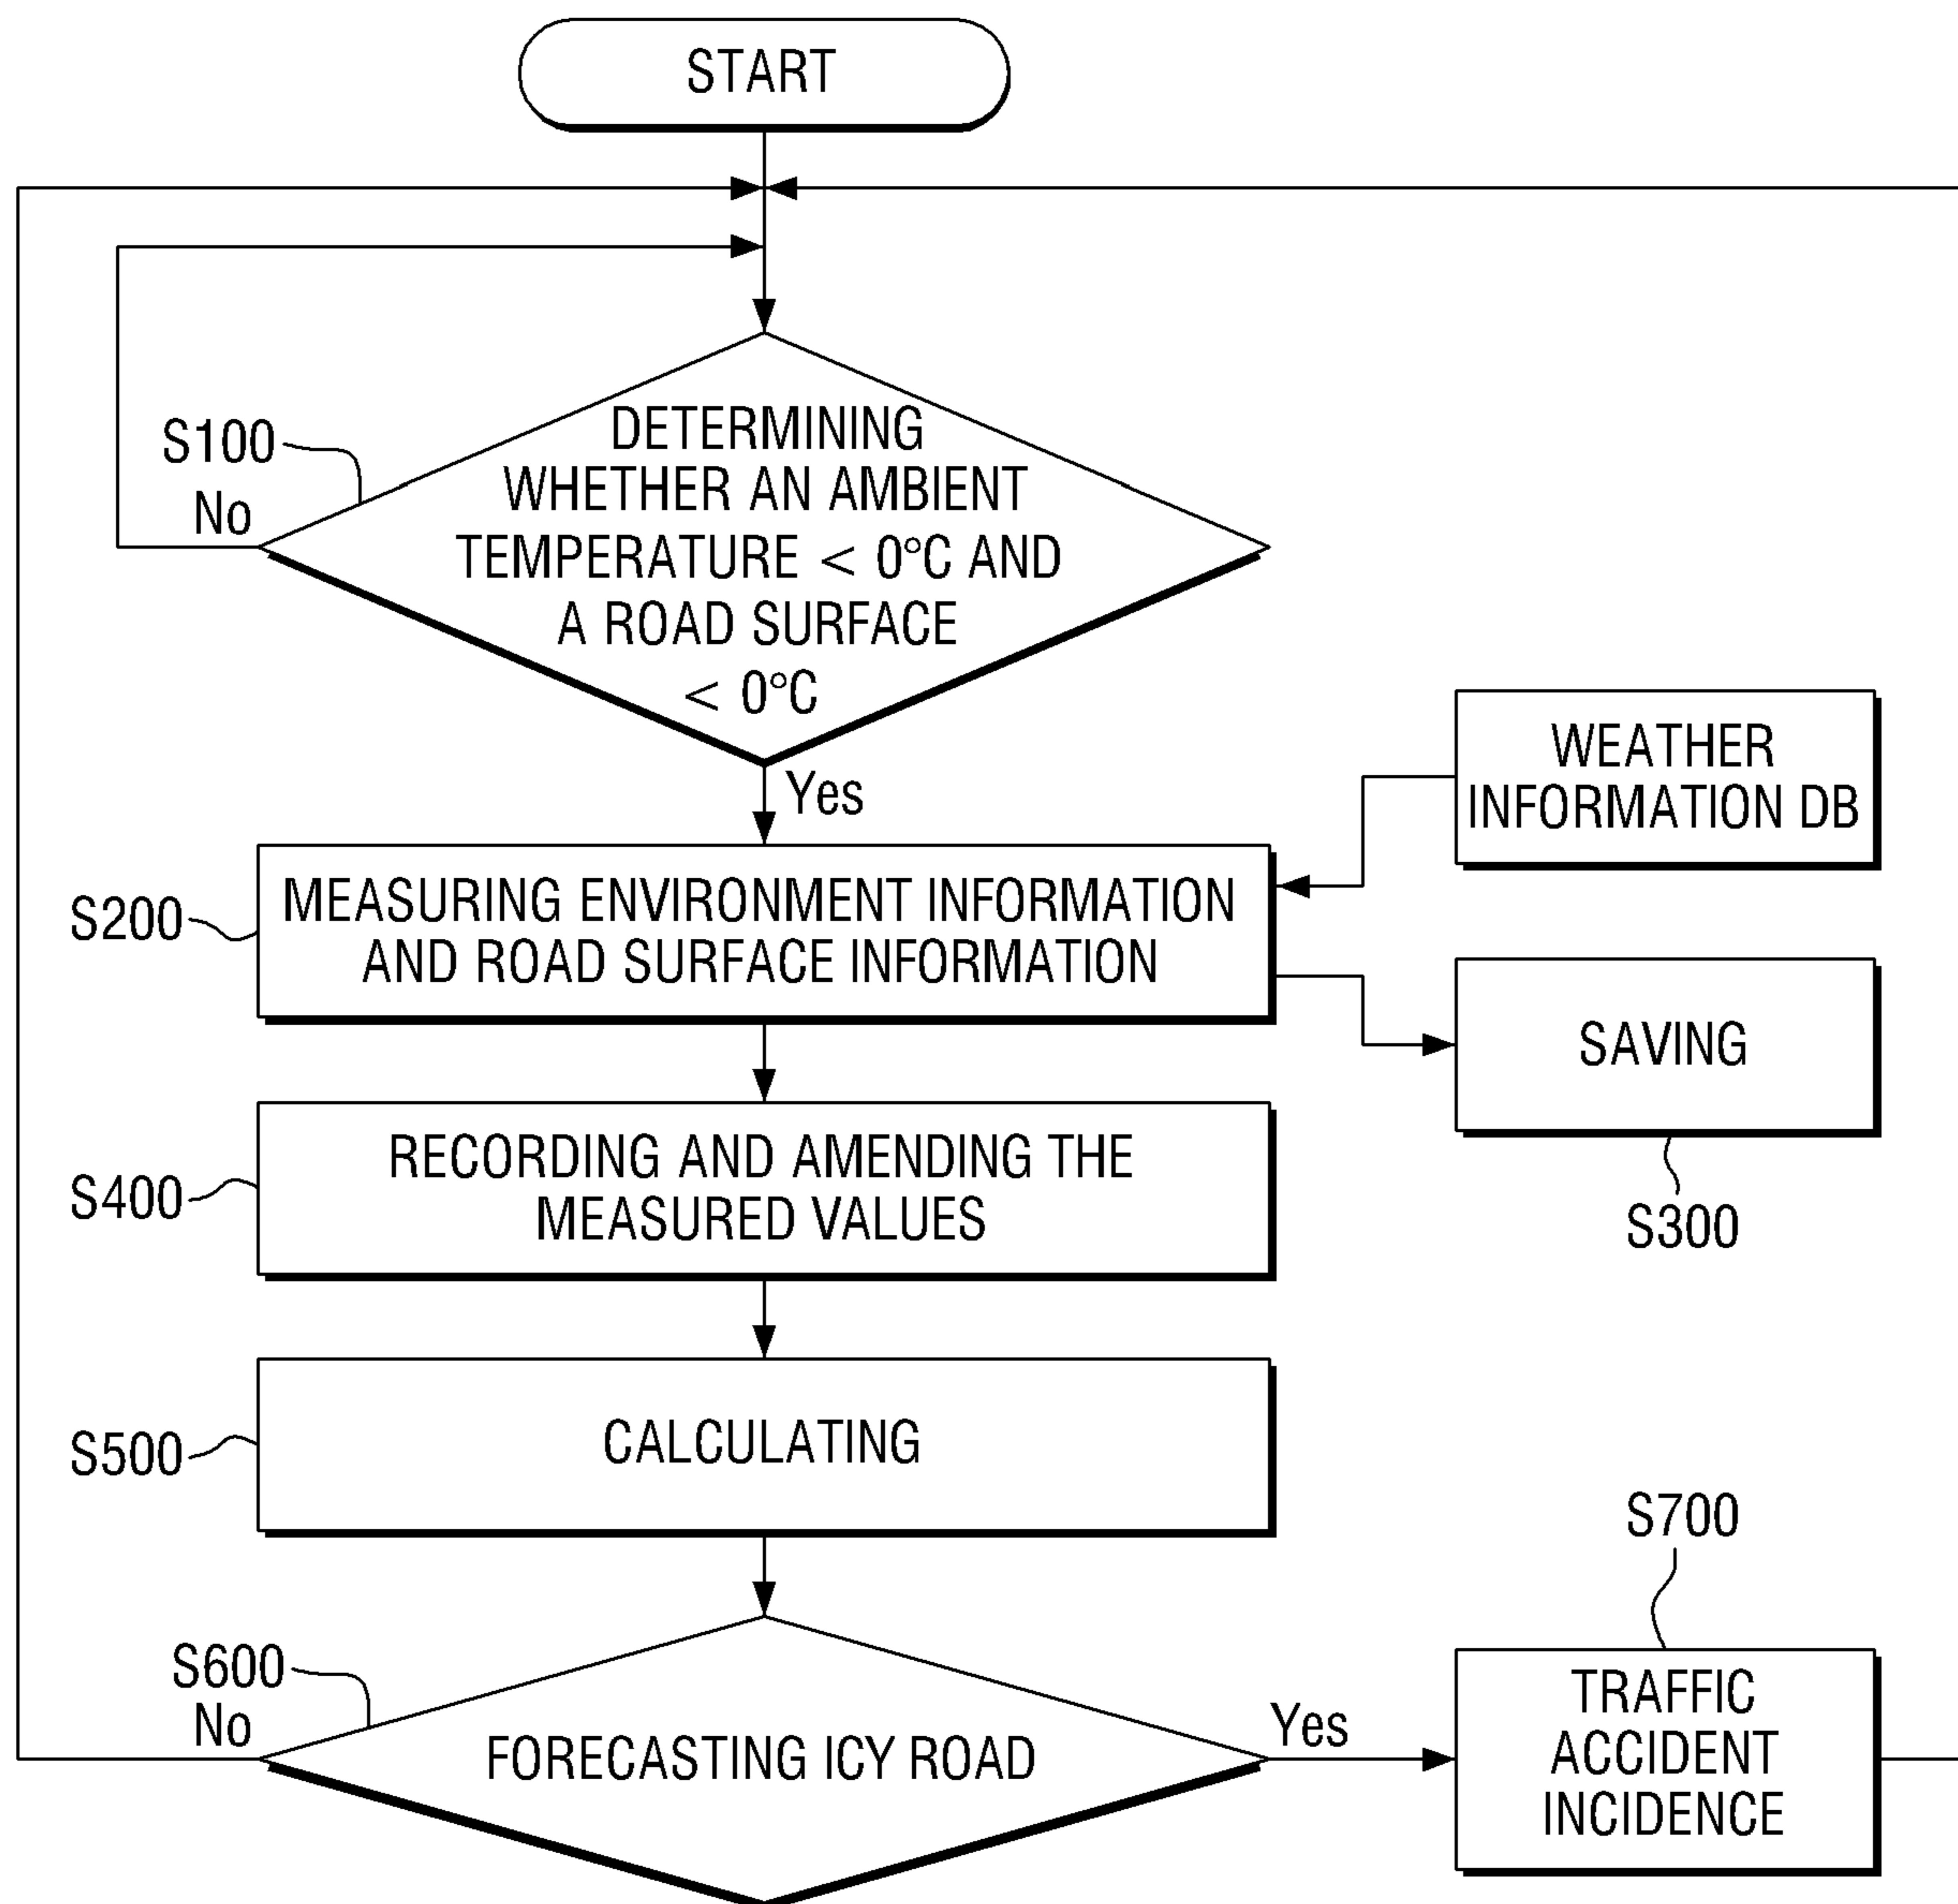 START
S100
No
DETERMINING
WHETHER AN AMBIENT
TEMPERATURE < 0°C AND
A ROAD SURFACE
< 0°C
Yes
WEATHER
INFORMATION DB
S200
MEASURING ENVIRONMENT INFORMATION
AND ROAD SURFACE INFORMATION
SAVING
S300
S400
RECORDING AND AMENDING THE
MEASURED VALUES
S500
CALCULATING
S600
No
FORECASTING ICY ROAD
Yes
S700
TRAFFIC
ACCIDENT
INCIDENCE